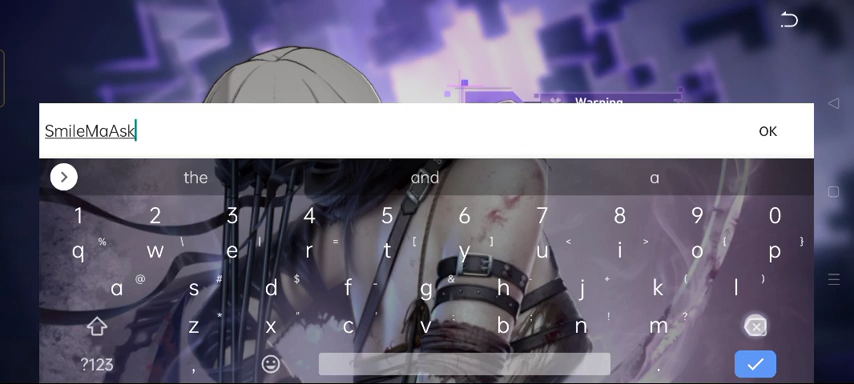 Warning
SmileMaAsk
OK
the and a
1 2 3 4 5 6 7 8 9 0
q % w \ e | r = t [ y ] u < i > o { p }
a @ s # d $ f - g & h - j + k ( l )
z * x " c ' v : b ; n ! m ?
?123 , .